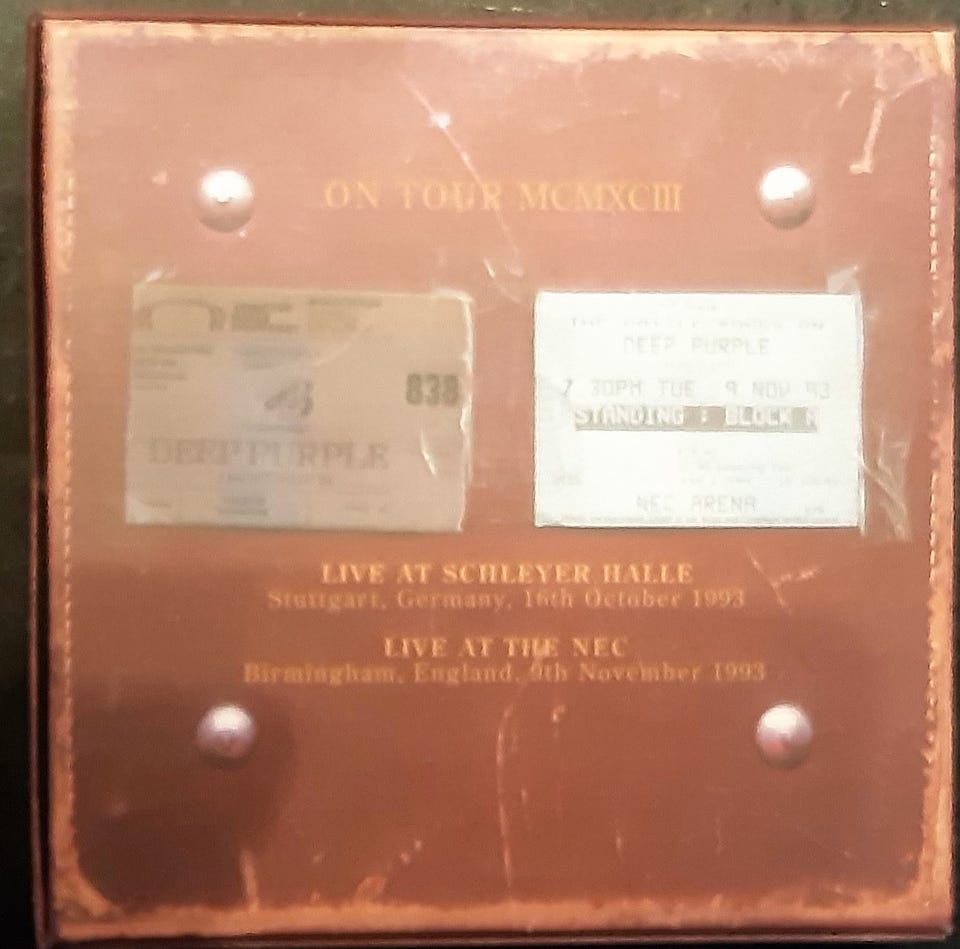 ON TOUR MCMXCIII
838
DEEP PURPLE
DEEP PURPLE
7 30PM TUE 9 NOV 93
STANDING : BLOCK A
NEC ARENA
LIVE AT SCHLEYER HALLE
Stuttgart, Germany, 16th October 1993
LIVE AT THE NEC
Birmingham, England, 9th November 1993